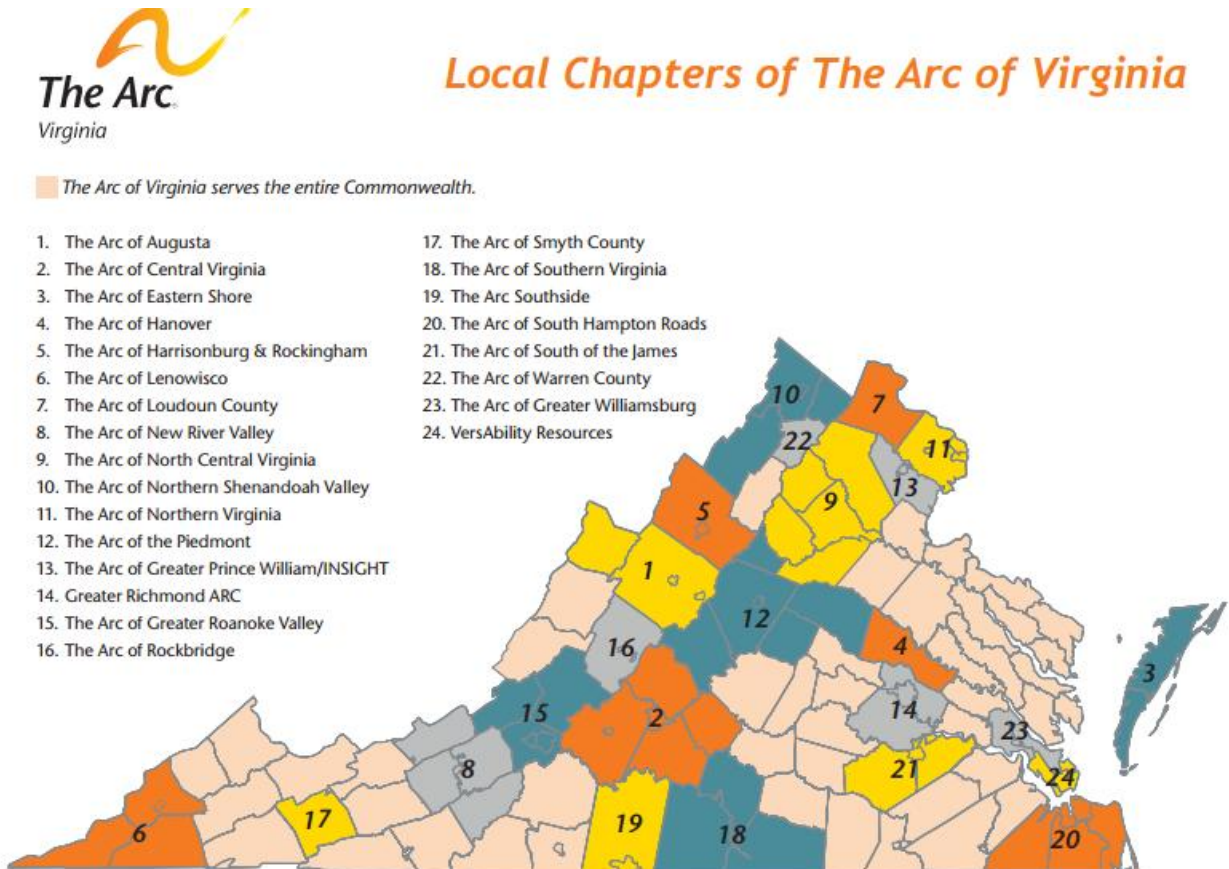 The Arc®
Virginia
Local Chapters of The Arc of Virginia
The Arc of Virginia serves the entire Commonwealth.
1. The Arc of Augusta
2. The Arc of Central Virginia
3. The Arc of Eastern Shore
4. The Arc of Hanover
5. The Arc of Harrisonburg & Rockingham
6. The Arc of Lenowisco
7. The Arc of Loudoun County
8. The Arc of New River Valley
9. The Arc of North Central Virginia
10. The Arc of Northern Shenandoah Valley
11. The Arc of Northern Virginia
12. The Arc of the Piedmont
13. The Arc of Greater Prince William/INSIGHT
14. Greater Richmond ARC
15. The Arc of Greater Roanoke Valley
16. The Arc of Rockbridge
17. The Arc of Smyth County
18. The Arc of Southern Virginia
19. The Arc Southside
20. The Arc of South Hampton Roads
21. The Arc of South of the James
22. The Arc of Warren County
23. The Arc of Greater Williamsburg
24. VersAbility Resources
10
7
22
11
13
5
9
1
12
16
4
3
15
2
14
23
8
21
24
17
6
19
18
20